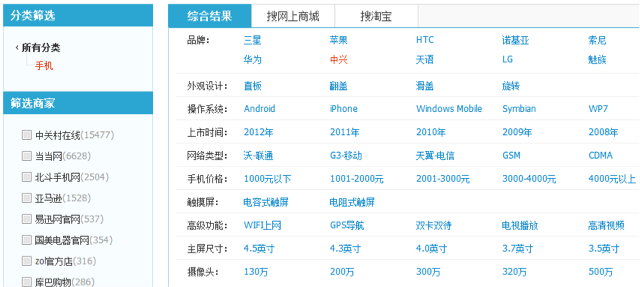 分类筛选
所有分类
手机
筛选商家
中关村在线(15477)
当当网(6628)
北斗手机网(2504)
亚马逊(1528)
易迅网官网(537)
国美电器官网(354)
zol官方店(316)
库巴购物(286)
综合结果 搜网上商城 搜淘宝
品牌: 三星 苹果 HTC 诺基亚 索尼
华为 中兴 天语 LG 魅族
外观设计: 直板 翻盖 滑盖 旋转
操作系统: Android iPhone Windows Mobile Symbian WP7
上市时间: 2012年 2011年 2010年 2009年 2008年
网络类型: 沃-联通 G3-移动 天翼-电信 GSM CDMA
手机价格: 1000元以下 1001-2000元 2001-3000元 3000-4000元 4000元以上
触摸屏: 电容式触屏 电阻式触屏
高级功能: WIFI上网 GPS导航 双卡双待 电视播放 高清视频
主屏尺寸: 4.5英寸 4.3英寸 4.0英寸 3.7英寸 3.5英寸
摄像头: 130万 200万 300万 320万 500万